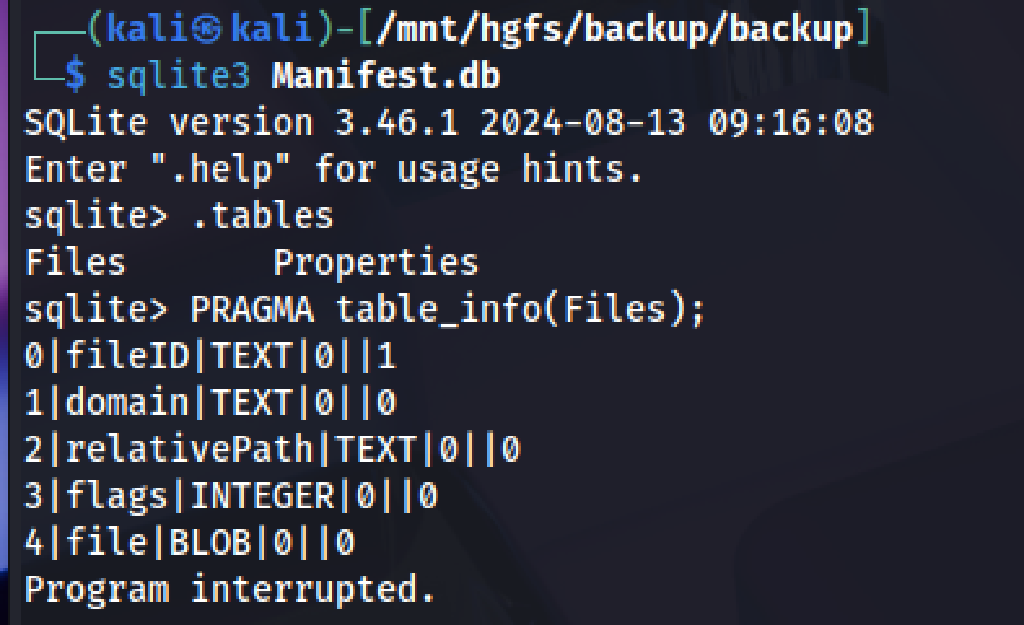 ┌──(kali㉿kali)-[/mnt/hgfs/backup/backup]
└─$ sqlite3 Manifest.db
SQLite version 3.46.1 2024-08-13 09:16:08
Enter ".help" for usage hints.
sqlite> .tables
Files       Properties
sqlite> PRAGMA table_info(Files);
0|fileID|TEXT|0||1
1|domain|TEXT|0||0
2|relativePath|TEXT|0||0
3|flags|INTEGER|0||0
4|file|BLOB|0||0
Program interrupted.